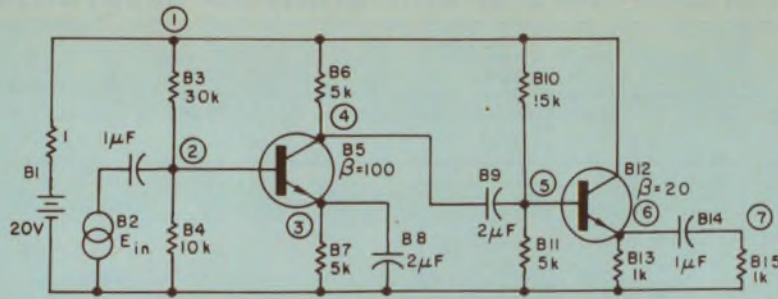 ①
B3
30k
B6
5k
B10
15k
④
1
1μF
②
B5
β=100
B9
⑤
B12
β=20
B1
⑥
B14
⑦
20V
B2
E in
B4
10k
③
B7
5k
B8
2μF
2μF
B11
5k
B13
1k
1μF
B15
1k